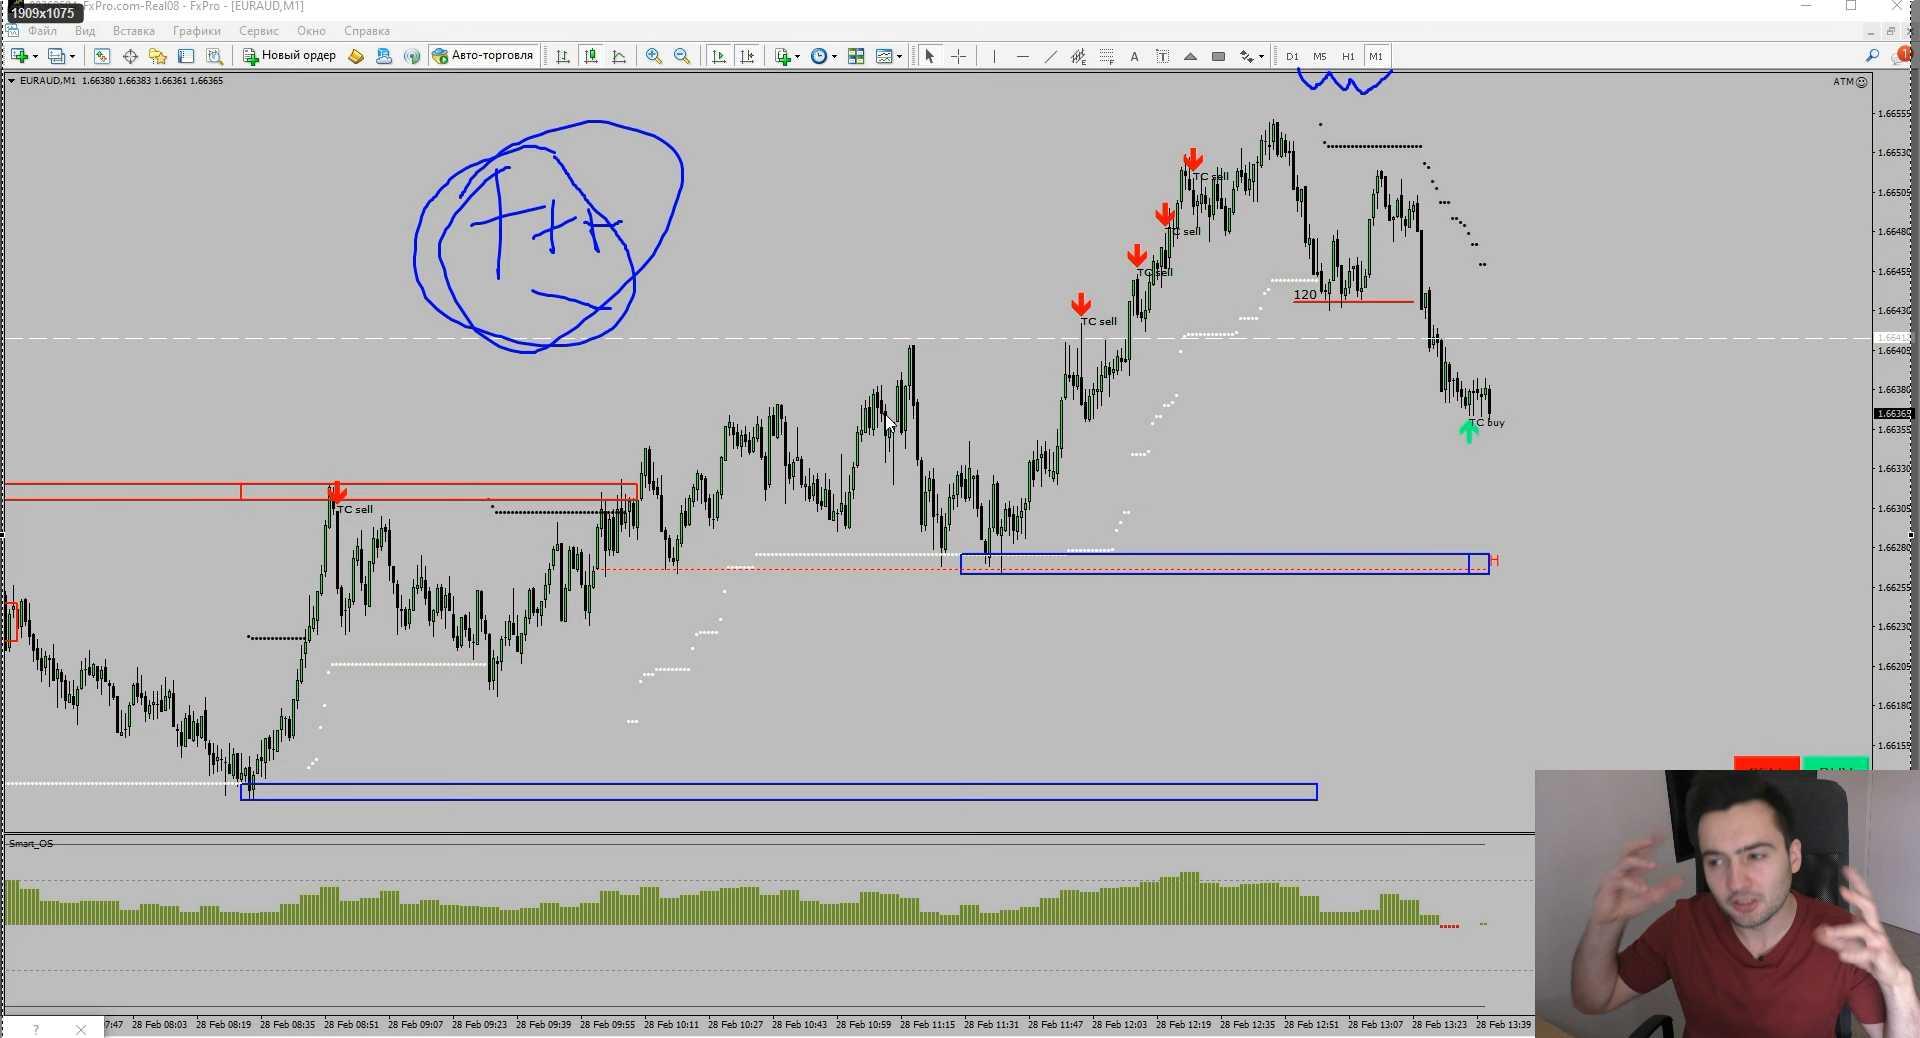 1909x1075
FxPro.com-Real08 - FxPro - [EURAUD,M1]
Файл Вид Вставка Графики Сервис Окно Справка
Новый ордер Авто-торговля A T D1 M5 H1 M1
1
EURAUD,M1 1.66380 1.66383 1.66361 1.66365
ATM
1.66555
1.66530
TC sell
1.66505
TC sell
1.66480
TC sell
1.66455
120
1.66430
TC sell
1.66412
1.66405
1.66380
1.66365
TC buy
1.66355
1.66330
TC sell
1.66305
1.66280
H
1.66255
1.66230
1.66205
1.66180
1.66155
Smart_OS
? 07:47 28 Feb 08:03 28 Feb 08:19 28 Feb 08:35 28 Feb 08:51 28 Feb 09:07 28 Feb 09:23 28 Feb 09:39 28 Feb 09:55 28 Feb 10:11 28 Feb 10:27 28 Feb 10:43 28 Feb 10:59 28 Feb 11:15 28 Feb 11:31 28 Feb 11:47 28 Feb 12:03 28 Feb 12:19 28 Feb 12:35 28 Feb 12:51 28 Feb 13:07 28 Feb 13:23 28 Feb 13:39